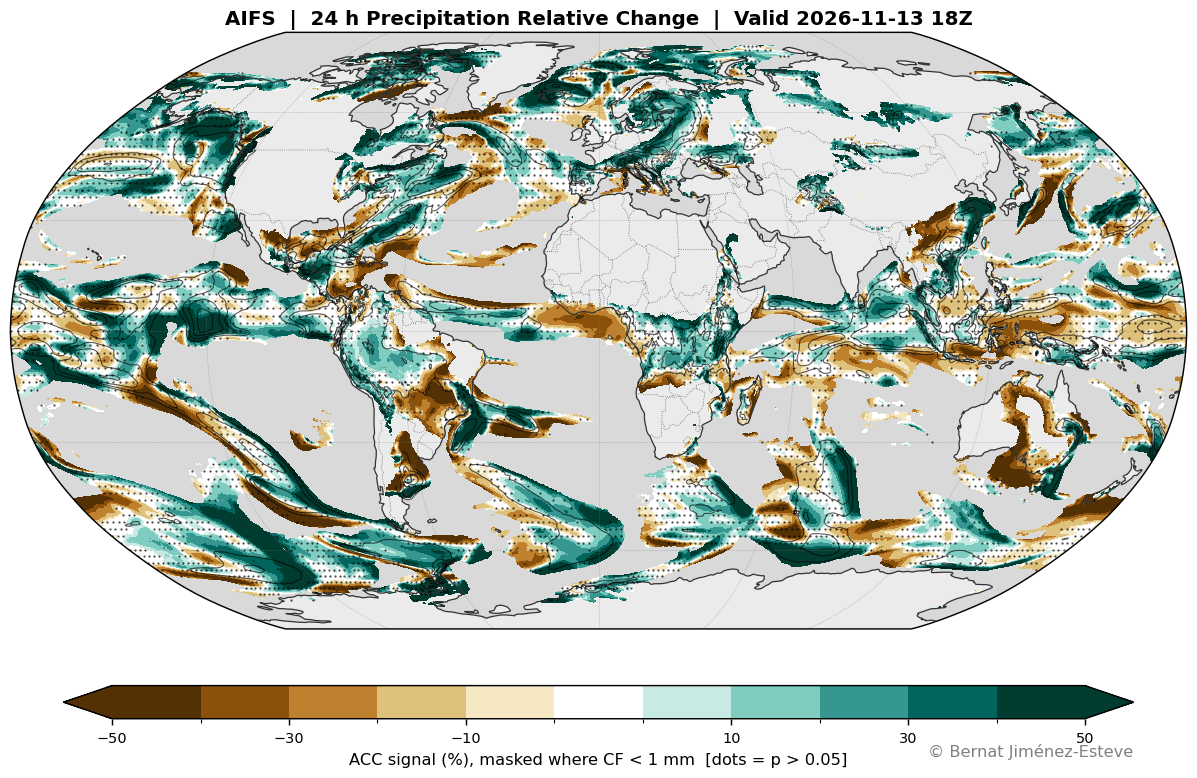 AIFS | 24 h Precipitation Relative Change | Valid 2026-11-13 18Z
−50 −30 −10 10 30 50
ACC signal (%), masked where CF < 1 mm [dots = p > 0.05]
© Bernat Jiménez-Esteve